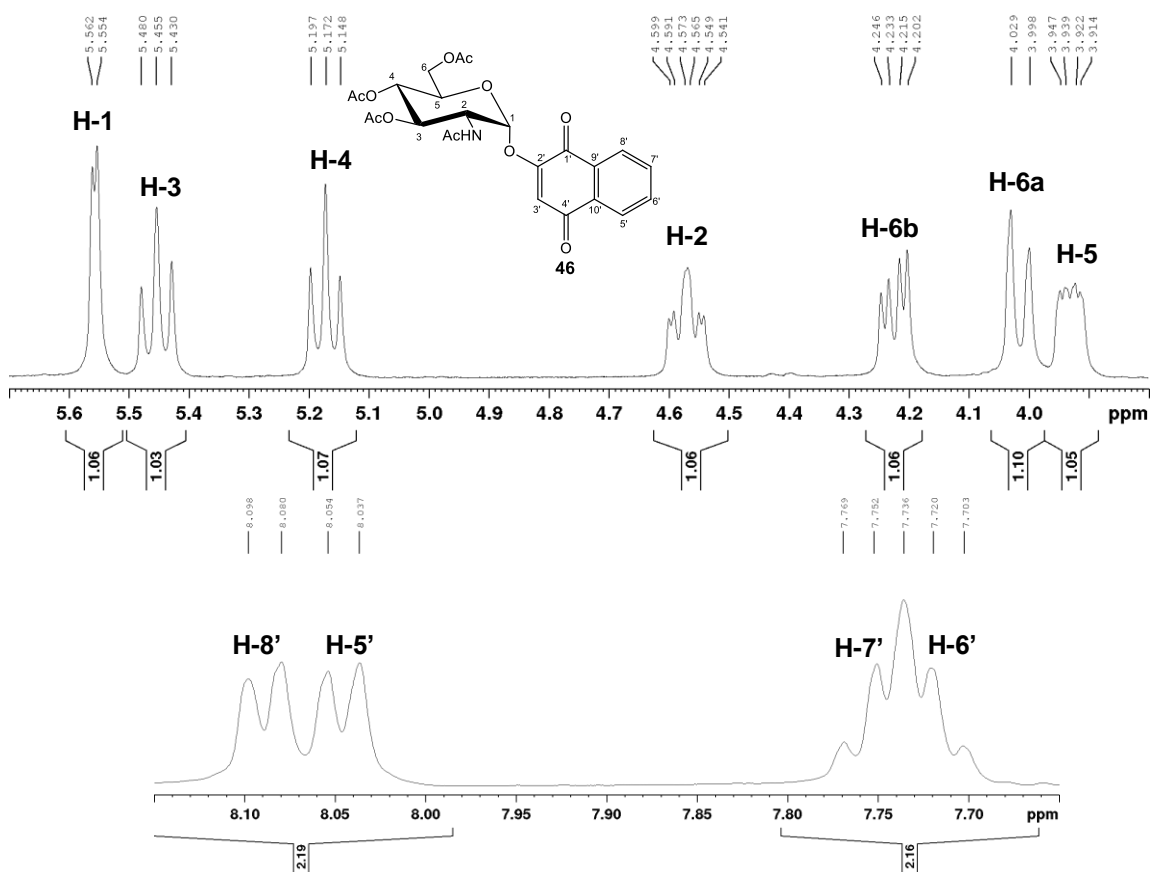 5.562 5.554 5.480 5.455 5.430 5.197 5.172 5.148 4.599 4.591 4.573 4.565 4.549 4.541 4.246 4.233 4.215 4.202 4.029 3.998 3.947 3.939 3.922 3.914
H-1
H-3
H-4
H-2
H-6b
H-6a
H-5
OAc
6
4
AcO
O
5
2
1
AcO
3
AcHN
O
O
1'
2'
9'
8'
7'
3'
4'
10'
6'
5'
O
46
5.6 5.5 5.4 5.3 5.2 5.1 5.0 4.9 4.8 4.7 4.6 4.5 4.4 4.3 4.2 4.1 4.0 ppm
1.06 1.03 1.07 1.06 1.06 1.10 1.05
8.098 8.080 8.054 8.037 7.769 7.752 7.736 7.720 7.703
H-8' H-5' H-7' H-6'
8.10 8.05 8.00 7.95 7.90 7.85 7.80 7.75 7.70 ppm
2.19 2.16